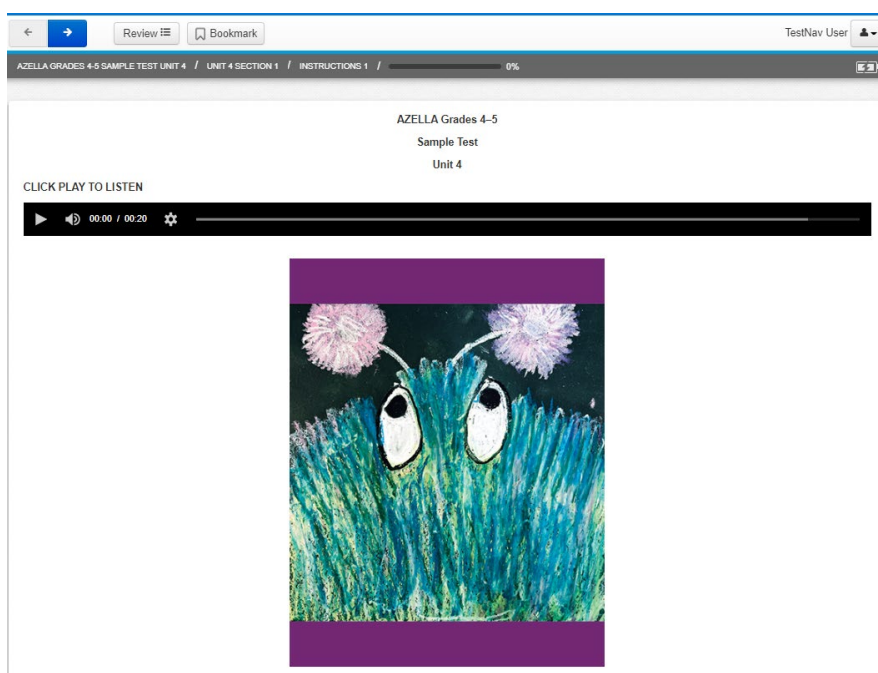 Review Bookmark TestNav User
AZELLA GRADES 4-5 SAMPLE TEST UNIT 4 / UNIT 4 SECTION 1 / INSTRUCTIONS 1 / 0%
AZELLA Grades 4–5
Sample Test
Unit 4
CLICK PLAY TO LISTEN
00:00 / 00:20